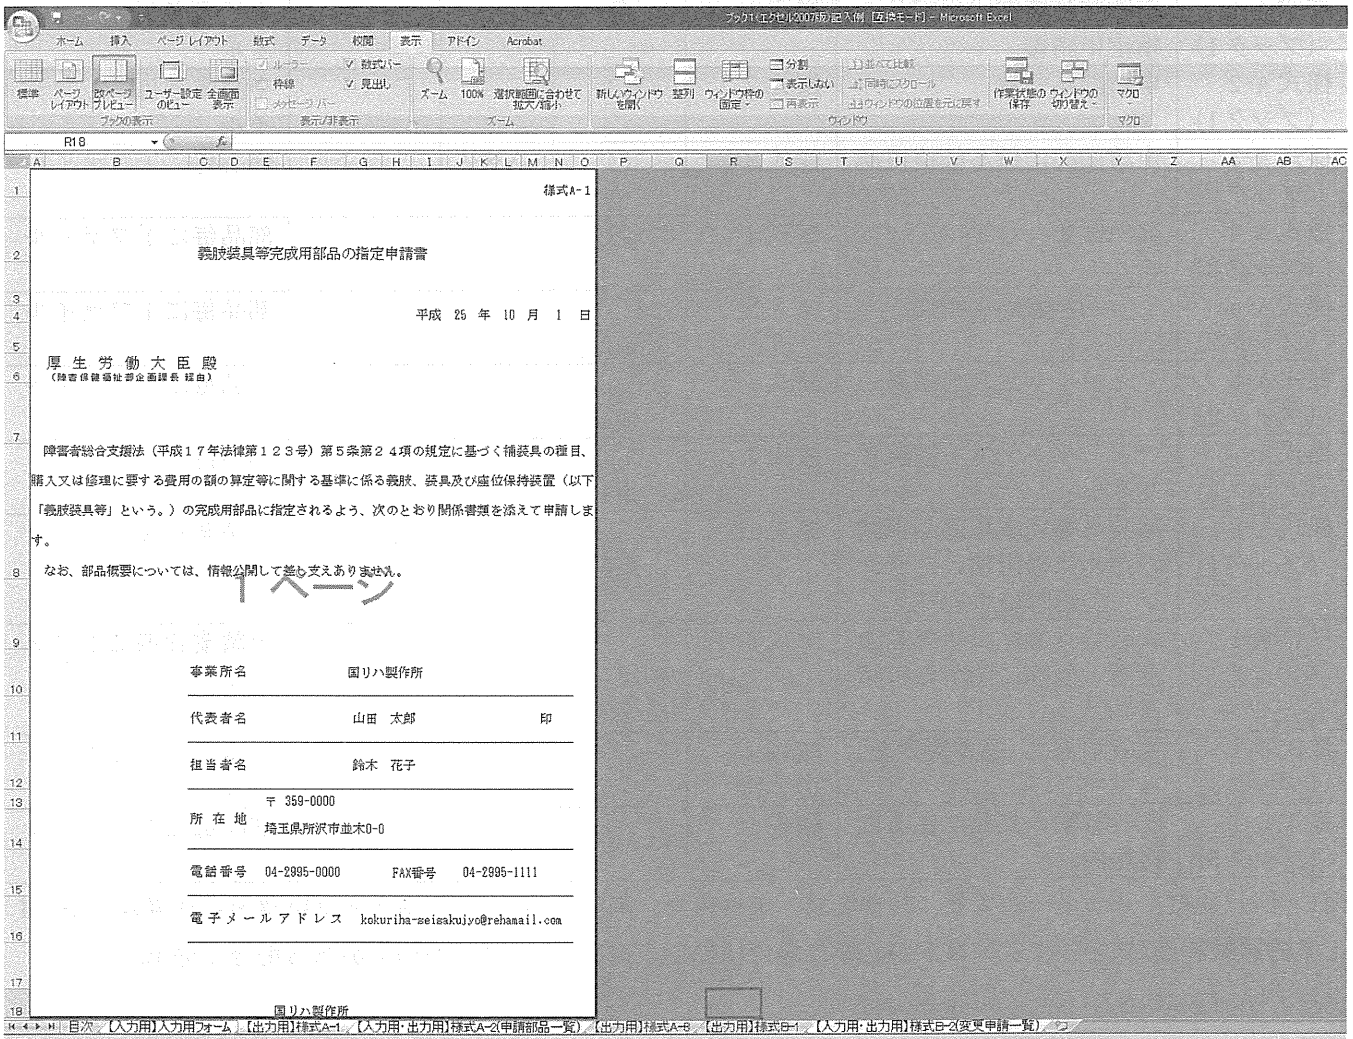 ブック1(エクセル2007版)記入例 [互換モード] - Microsoft Excel
ホーム 挿入 ページ レイアウト 数式 データ 校閲 表示 アドイン Acrobat
標準 ページ レイアウト 改ページ プレビュー ユーザー設定のビュー 全画面表示
ルーラー 枠線 メッセージ バー 数式バー 見出し
ズーム 100% 選択範囲に合わせて拡大/縮小
新しいウィンドウを開く 整列 ウィンドウ枠の固定
分割 表示しない 再表示
並べて比較 同時にスクロール ウィンドウの位置を元に戻す
作業状態の保存 ウィンドウの切り替え マクロ
ブックの表示 表示/非表示 ズーム ウィンドウ マクロ
R18 fx
A B C D E F G H I J K L M N O P Q R S T U V W X Y Z AA AB AC
1 様式A-1
2 義肢装具等完成用部品の指定申請書
3
4 平成 25 年 10 月 1 日
5
厚生労働大臣殿
6 (障害保健福祉部企画課長 経由)
7
障害者総合支援法(平成17年法律第123号)第5条第24項の規定に基づく補装具の種目、
購入又は修理に要する費用の額の算定等に関する基準に係る義肢、装具及び座位保持装置(以下
「義肢装具等」という。)の完成用部品に指定されるよう、次のとおり関係書類を添えて申請しま
す。
8 なお、部品概要については、情報公開して差し支えありません。
1 ページ
9
事業所名 国リハ製作所
10
代表者名 山田 太郎 印
11
担当者名 鈴木 花子
12
13 〒 359-0000
所在地 埼玉県所沢市並木0-0
14
電話番号 04-2995-0000 FAX番号 04-2995-1111
15
電子メールアドレス kokuriha-seisakujyo@rehamail.com
16
17
18 国リハ製作所
目次 【入力用】入力用フォーム 【出力用】様式A-1 【入力用・出力用】様式A-2(申請部品一覧) 【出力用】様式A-8 【出力用】様式B-1 【入力用・出力用】様式B-2(変更申請一覧)